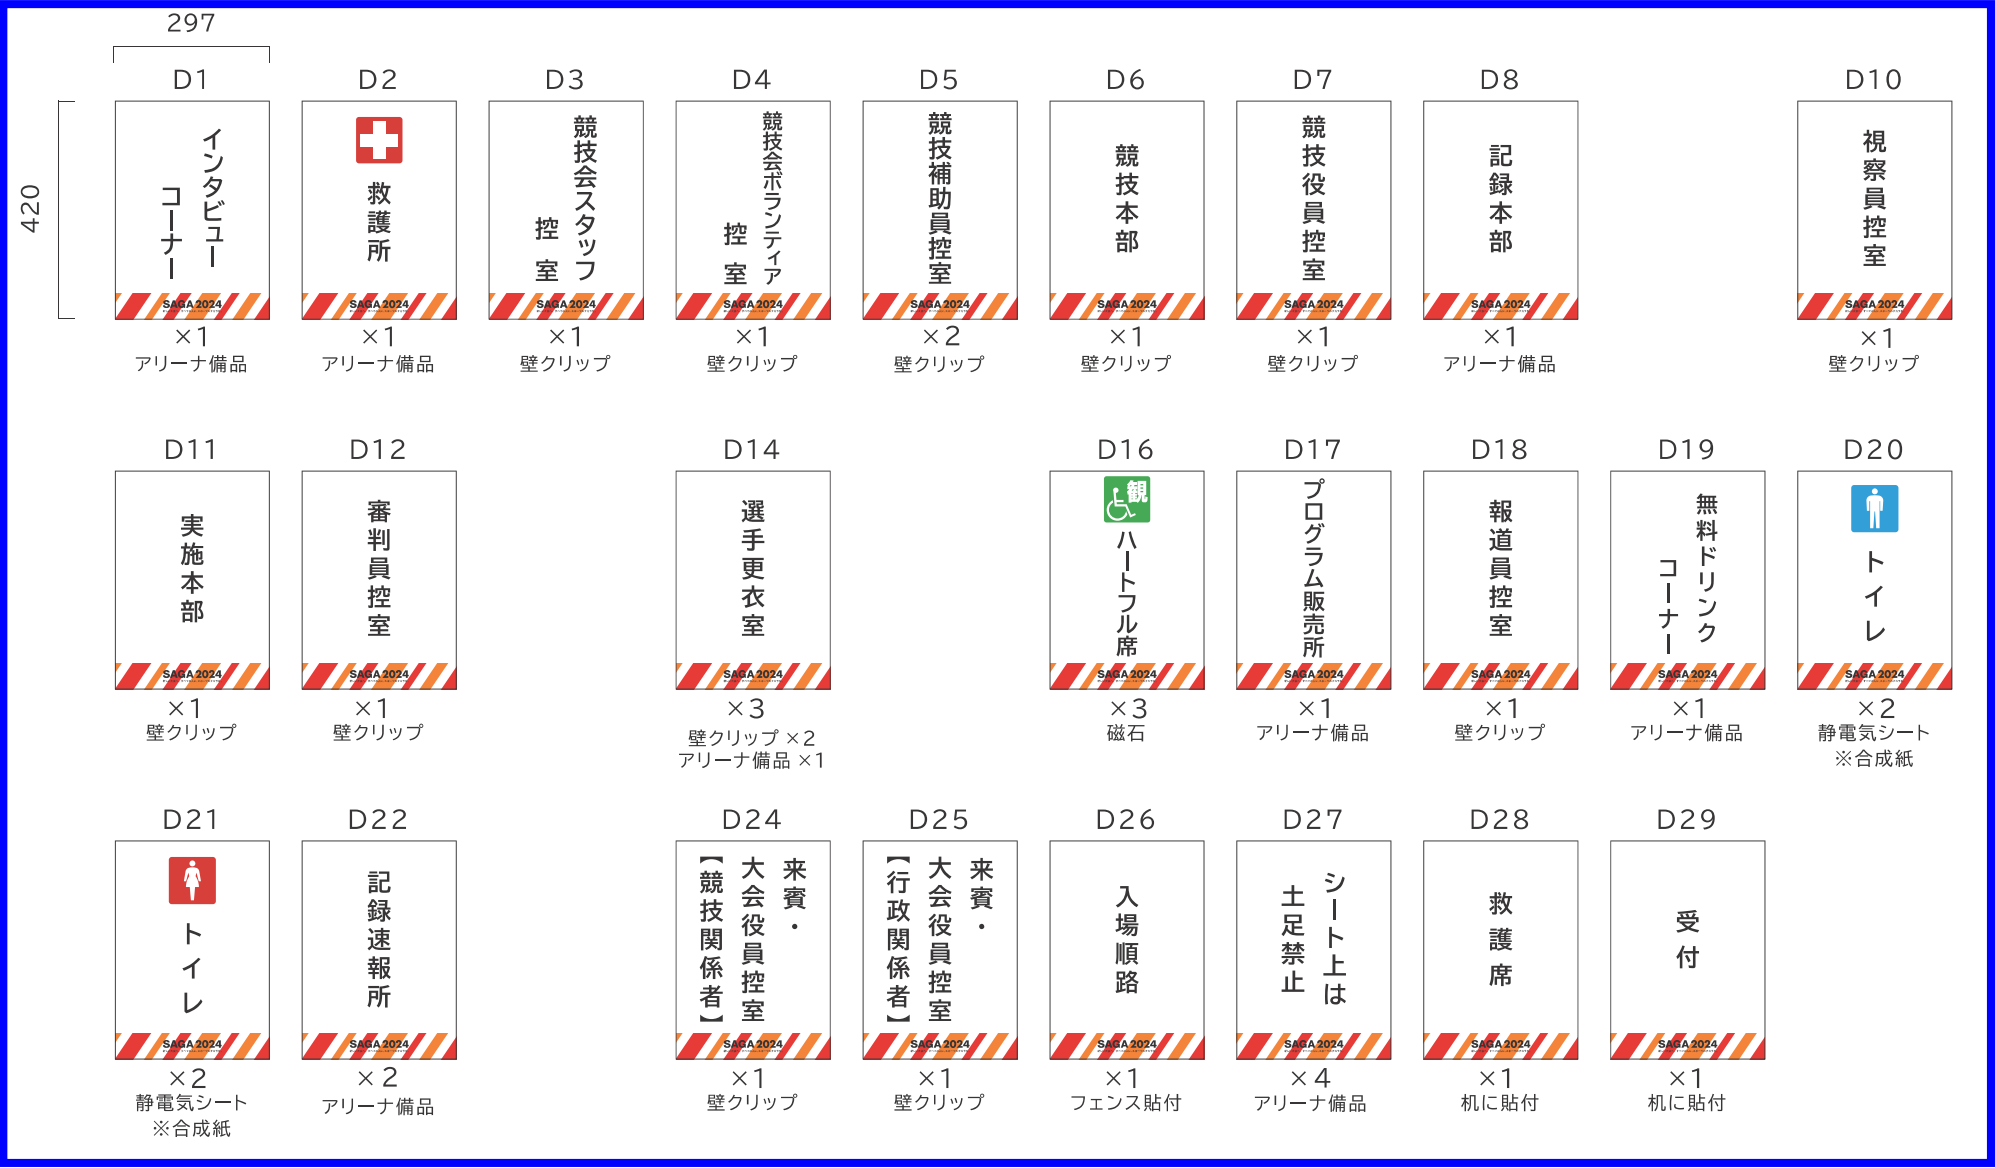 297
420
D1
インタビュー
コーナー
SAGA2024
×1
アリーナ備品
D2
救護所
SAGA2024
×1
アリーナ備品
D3
競技会スタッフ
控室
SAGA2024
×1
壁クリップ
D4
競技会ボランティア
控室
SAGA2024
×1
壁クリップ
D5
競技補助員控室
SAGA2024
×2
壁クリップ
D6
競技本部
SAGA2024
×1
壁クリップ
D7
競技役員控室
SAGA2024
×1
壁クリップ
D8
記録本部
SAGA2024
×1
アリーナ備品
D10
視察員控室
SAGA2024
×1
壁クリップ
D11
実施本部
SAGA2024
×1
壁クリップ
D12
審判員控室
SAGA2024
×1
壁クリップ
D14
選手更衣室
SAGA2024
×3
壁クリップ ×2
アリーナ備品 ×1
D16
観
ハートフル席
SAGA2024
×3
磁石
D17
プログラム販売所
SAGA2024
×1
アリーナ備品
D18
報道員控室
SAGA2024
×1
壁クリップ
D19
無料ドリンク
コーナー
SAGA2024
×1
アリーナ備品
D20
トイレ
SAGA2024
×2
静電気シート
※合成紙
D21
トイレ
SAGA2024
×2
静電気シート
※合成紙
D22
記録速報所
SAGA2024
×2
アリーナ備品
D24
来賓・
大会役員控室
【競技関係者】
SAGA2024
×1
壁クリップ
D25
来賓・
大会役員控室
【行政関係者】
SAGA2024
×1
壁クリップ
D26
入場順路
SAGA2024
×1
フェンス貼付
D27
シート上は
土足禁止
SAGA2024
×4
アリーナ備品
D28
救護席
SAGA2024
×1
机に貼付
D29
受付
SAGA2024
×1
机に貼付